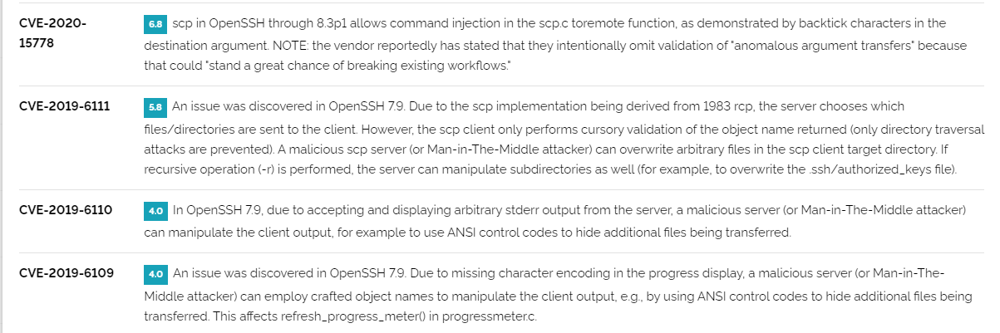 CVE-2020-15778
6.8 scp in OpenSSH through 8.3p1 allows command injection in the scp.c toremote function, as demonstrated by backtick characters in the
destination argument. NOTE: the vendor reportedly has stated that they intentionally omit validation of "anomalous argument transfers" because
that could "stand a great chance of breaking existing workflows."
CVE-2019-6111
5.8 An issue was discovered in OpenSSH 7.9. Due to the scp implementation being derived from 1983 rcp, the server chooses which
files/directories are sent to the client. However, the scp client only performs cursory validation of the object name returned (only directory traversal
attacks are prevented). A malicious scp server (or Man-in-The-Middle attacker) can overwrite arbitrary files in the scp client target directory. If
recursive operation (-r) is performed, the server can manipulate subdirectories as well (for example, to overwrite the .ssh/authorized_keys file).
CVE-2019-6110
4.0 In OpenSSH 7.9, due to accepting and displaying arbitrary stderr output from the server, a malicious server (or Man-in-The-Middle attacker)
can manipulate the client output, for example to use ANSI control codes to hide additional files being transferred.
CVE-2019-6109
4.0 An issue was discovered in OpenSSH 7.9. Due to missing character encoding in the progress display, a malicious server (or Man-in-The-
Middle attacker) can employ crafted object names to manipulate the client output, e.g., by using ANSI control codes to hide additional files being
transferred. This affects refresh_progress_meter() in progressmeter.c.